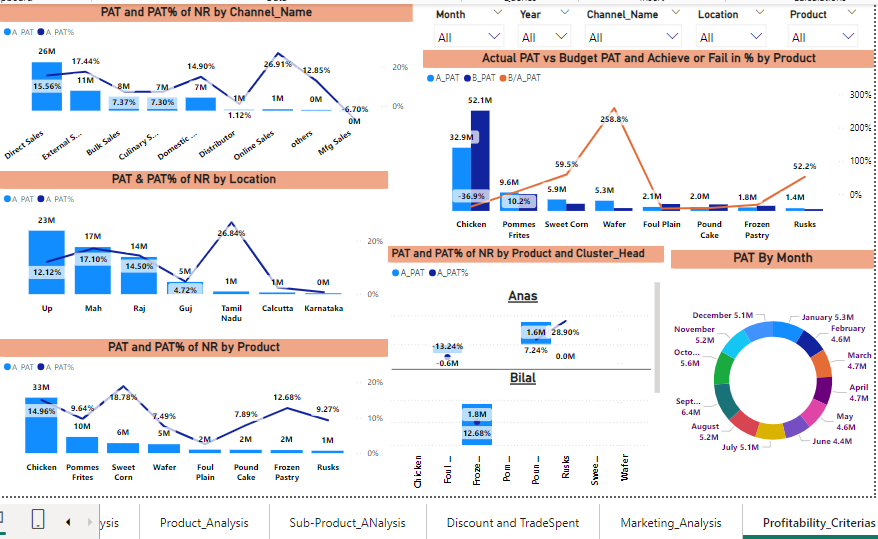 PAT and PAT% of NR by Channel_Name
A_PAT A_PAT%
26M
17.44%
11M
15.56%
8M
7.37%
7M
7.30%
14.90%
7M
1M
1.12%
26.91%
1M
12.85%
0M
-6.70%
0M
20%
0%
Direct Sales
External S...
Bulk Sales
Culinary S...
Domestic ...
Distributor
Online Sales
others
Mfg Sales
PAT & PAT% of NR by Location
A_PAT A_PAT%
23M
12.12%
17M
17.10%
14M
14.50%
5M
4.72%
26.84%
1M
1M
0M
20%
0%
Up Mah Raj Guj Tamil Nadu Calcutta Karnataka
PAT and PAT% of NR by Product
A_PAT A_PAT%
33M
14.96%
9.64%
10M
18.78%
6M
7.49%
5M
2M
7.89%
2M
12.68%
2M
9.27%
1M
20%
10%
0%
Chicken Pommes Frites Sweet Corn Wafer Foul Plain Pound Cake Frozen Pastry Rusks
Month Year Channel_Name Location Product
All All All All All
Actual PAT vs Budget PAT and Achieve or Fail in % by Product
A_PAT B_PAT B/A_PAT
52.1M
32.9M
-36.9%
9.6M
10.2%
59.5%
5.9M
258.8%
5.3M
2.1M
2.0M
1.8M
52.2%
1.4M
300%
200%
100%
0%
Chicken Pommes Frites Sweet Corn Wafer Foul Plain Pound Cake Frozen Pastry Rusks
PAT and PAT% of NR by Product and Cluster_Head
A_PAT A_PAT%
Anas
-13.24%
-0.6M
1.6M
7.24%
28.90%
0.0M
Bilal
1.8M
12.68%
Chicken
Foul ...
Froze...
Pom...
Poun...
Rusks
Swee...
Wafer
PAT By Month
December 5.1M
January 5.3M
November 5.2M
February 4.6M
Octo... 5.6M
March 4.7M
April 4.7M
Sept... 6.4M
May 4.6M
August 5.2M
June 4.4M
July 5.1M
ysis
Product_Analysis
Sub-Product_ANalysis
Discount and TradeSpent
Marketing_Analysis
Profitability_Criterias